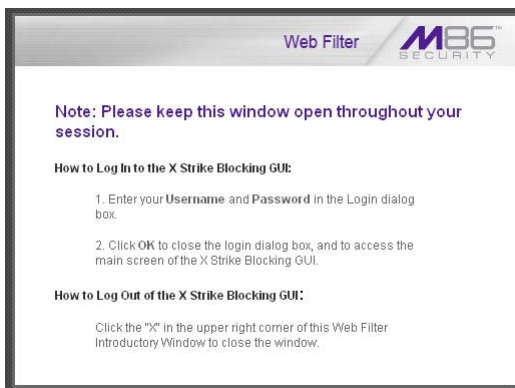 Web Filter
M86™
SECURITY
Note: Please keep this window open throughout your
session.
How to Log In to the X Strike Blocking GUI:
1. Enter your Username and Password in the Login dialog
box.
2. Click OK to close the login dialog box, and to access the
main screen of the X Strike Blocking GUI.
How to Log Out of the X Strike Blocking GUI:
Click the "X" in the upper right corner of this Web Filter
Introductory Window to close the window.